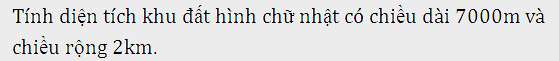 Tính diện tích khu đất hình chữ nhật có chiều dài 7000m và
chiều rộng 2km.